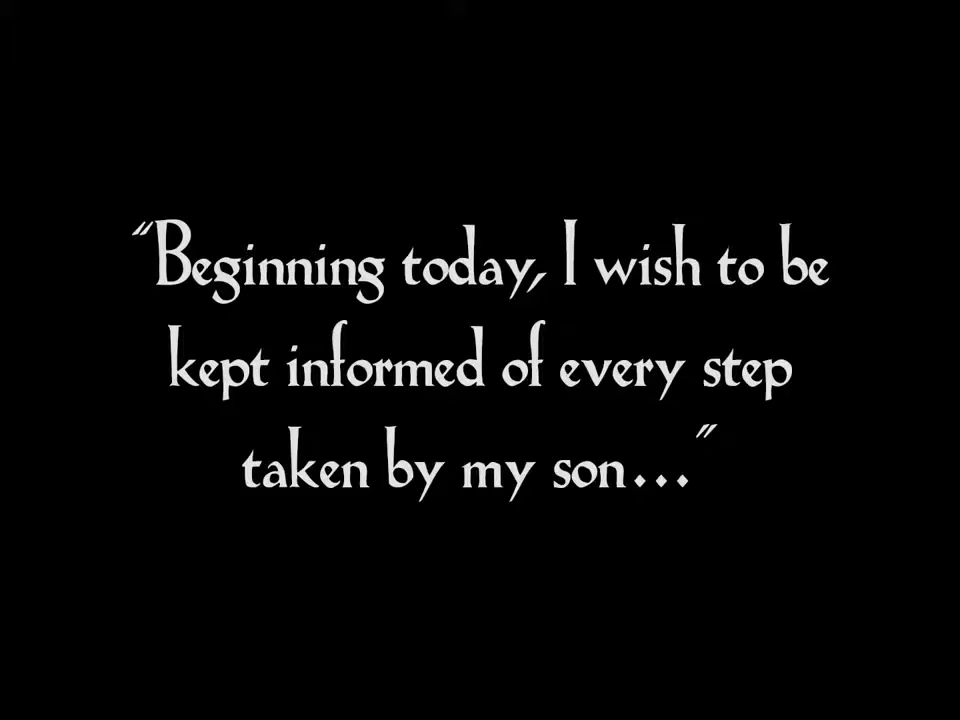 "Beginning today, I wish to be
kept informed of every step
taken by my son..."